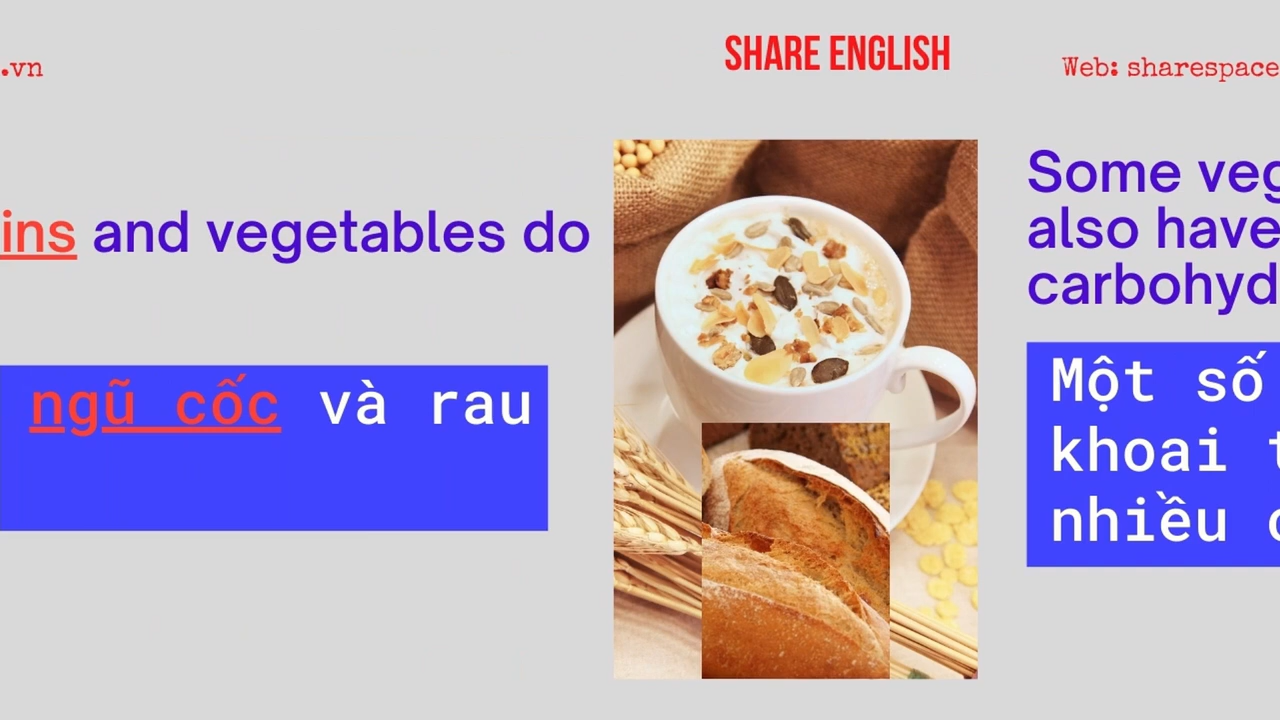 .vn
SHARE ENGLISH
Web: sharespace
ins and vegetables do
ngũ cốc và rau
Some veg
also have
carbohyd
Một số
khoai t
nhiều c